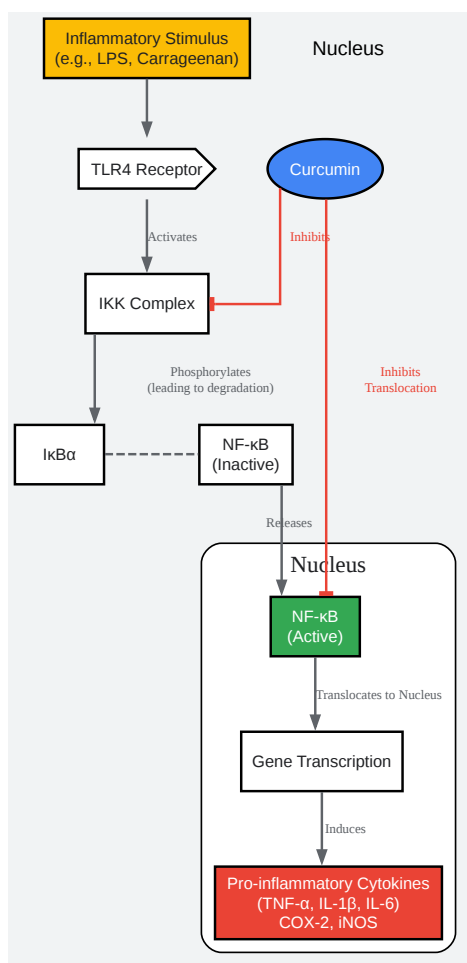 Inflammatory Stimulus
(e.g., LPS, Carrageenan)
Nucleus
TLR4 Receptor
Curcumin
Activates
Inhibits
IKK Complex
Phosphorylates
(leading to degradation)
Inhibits
Translocation
IκBα
NF-κB
(Inactive)
Releases
Nucleus
NF-κB
(Active)
Translocates to Nucleus
Gene Transcription
Induces
Pro-inflammatory Cytokines
(TNF-α, IL-1β, IL-6)
COX-2, iNOS